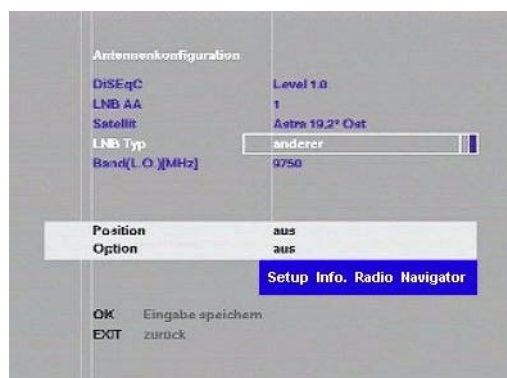 Antennenkonfiguration
DiSEqC Level 1.0
LNB AA 1
Satellit Astra 19,2° Ost
LNB Typ anderer
Band(L.O.)[MHz] 9750
Position aus
Option aus
Setup Info. Radio Navigator
OK Eingabe speichern
EXIT zurück